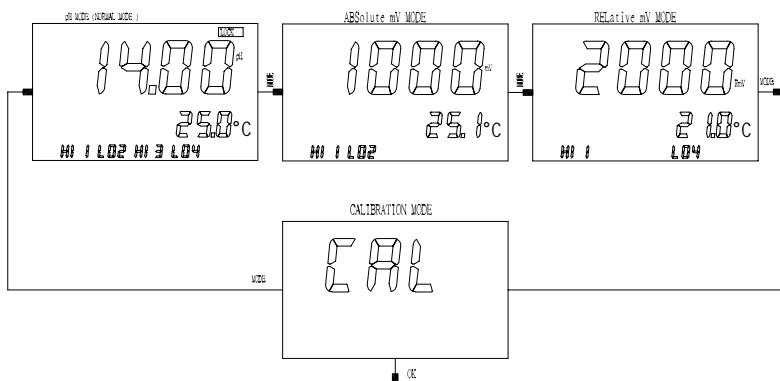 pH MODE (NORMAL MODE )
LOCK
14.00 pH
25.0°C
HI 1 LO2 HI 3 LO4
MODE
ABSolute mV MODE
1000 mV
25.1°C
HI 1 LO2
MODE
RELative mV MODE
2000 RmV
21.0°C
HI 1 LO4
MODE
CALIBRATION MODE
CAL
MODE
OK